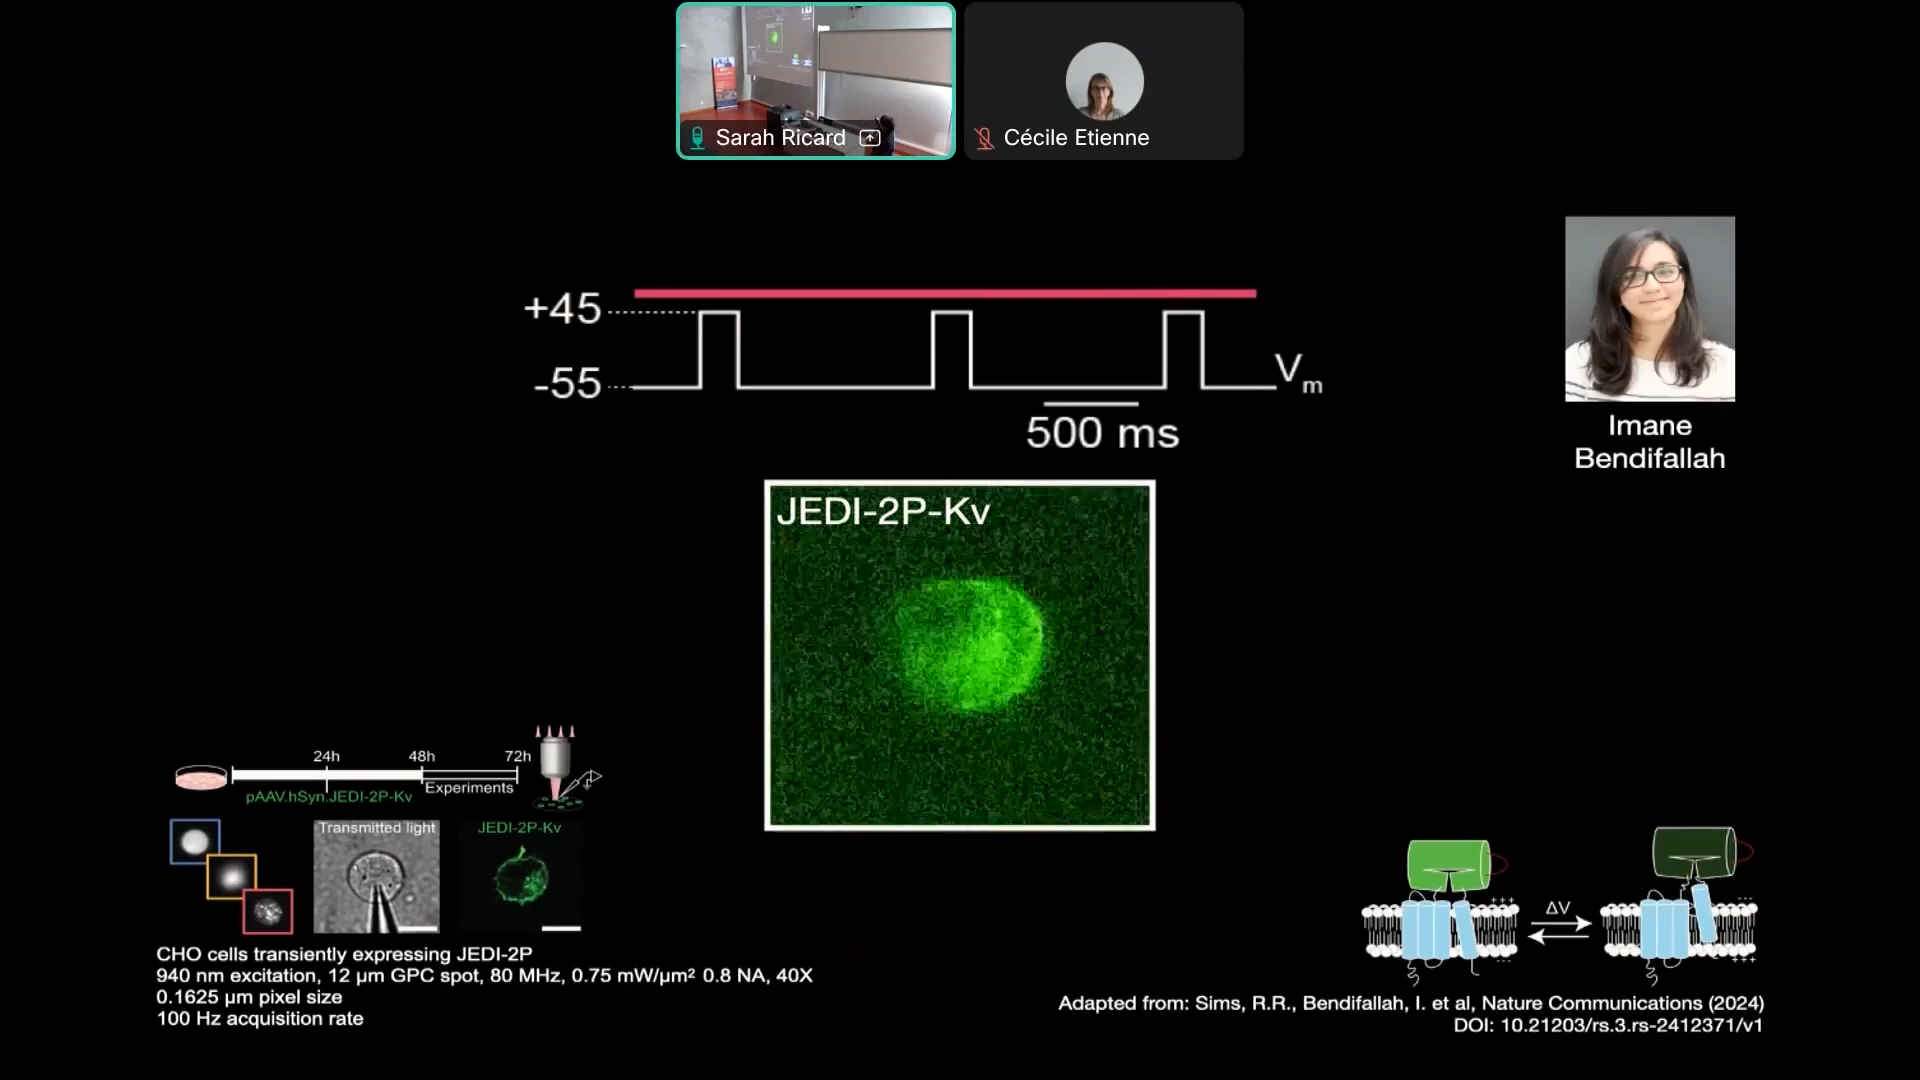 Sarah Ricard
Cécile Etienne
+45
-55
Vm
500 ms
Imane
Bendifallah
JEDI-2P-Kv
24h
48h
72h
Experiments
pAAV.hSyn.JEDI-2P-Kv
Transmitted light
JEDI-2P-Kv
CHO cells transiently expressing JEDI-2P
940 nm excitation, 12 µm GPC spot, 80 MHz, 0.75 mW/µm² 0.8 NA, 40X
0.1625 µm pixel size
100 Hz acquisition rate
+++
---
ΔV
---
+++
Adapted from: Sims, R.R., Bendifallah, I. et al, Nature Communications (2024)
DOI: 10.21203/rs.3.rs-2412371/v1